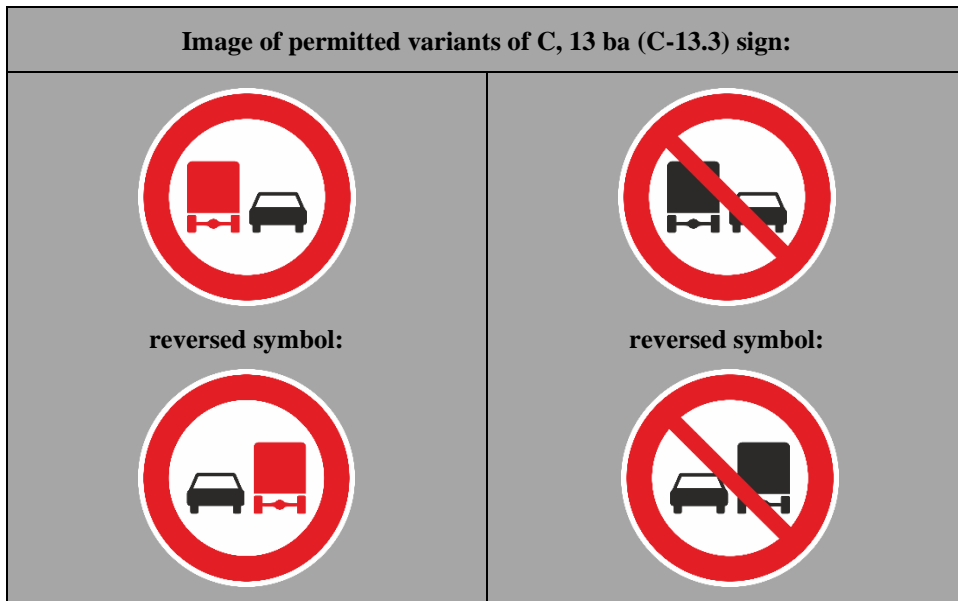 Image of permitted variants of C, 13 ba (C-13.3) sign:
reversed symbol:
reversed symbol: